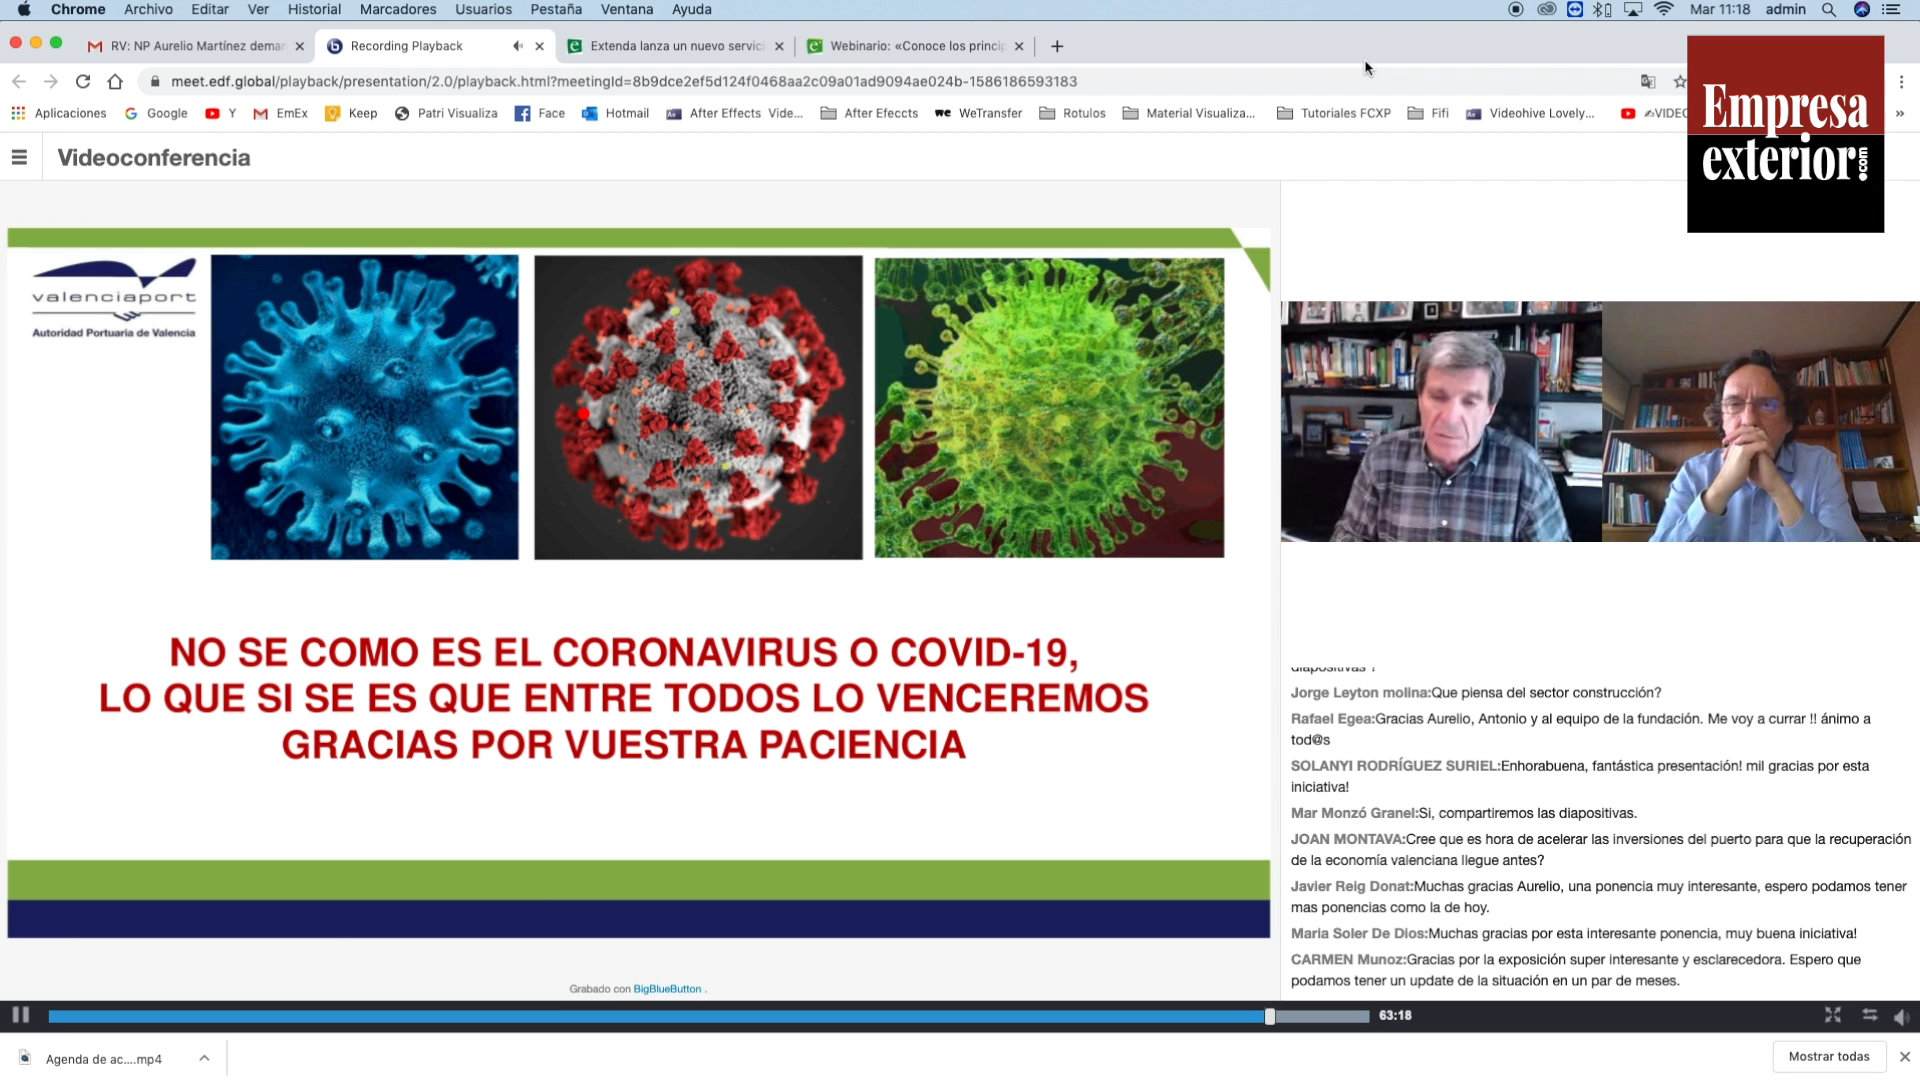 Chrome Archivo Editar Ver Historial Marcadores Usuarios Pestaña Ventana Ayuda Mar 11:18 admin
RV: NP Aurelio Martínez deman
Recording Playback
Extenda lanza un nuevo servici
Webinario: «Conoce los princip
meet.edf.global/playback/presentation/2.0/playback.html?meetingId=8b9dce2ef5d124f0468aa2c09a01ad9094ae024b-1586186593183
Aplicaciones Google Y EmEx Keep Patri Visualiza Face Hotmail After Effects Vide... After Efeccts WeTransfer Rotulos Material Visualiza... Tutoriales FCXP Fifi Videohive Lovely... VIDEO
Empresa
exterior.com
Videoconferencia
valenciaport
Autoridad Portuaria de Valencia
NO SE COMO ES EL CORONAVIRUS O COVID-19,
LO QUE SI SE ES QUE ENTRE TODOS LO VENCEREMOS
GRACIAS POR VUESTRA PACIENCIA
diapositivas ?
Jorge Leyton molina:Que piensa del sector construcción?
Rafael Egea:Gracias Aurelio, Antonio y al equipo de la fundación. Me voy a currar !! ánimo a
tod@s
SOLANYI RODRÍGUEZ SURIEL:Enhorabuena, fantástica presentación! mil gracias por esta
iniciativa!
Mar Monzó Granel:Si, compartiremos las diapositivas.
JOAN MONTAVA:Cree que es hora de acelerar las inversiones del puerto para que la recuperación
de la economía valenciana llegue antes?
Javier Reig Donat:Muchas gracias Aurelio, una ponencia muy interesante, espero podamos tener
mas ponencias como la de hoy.
Maria Soler De Dios:Muchas gracias por esta interesante ponencia, muy buena iniciativa!
CARMEN Munoz:Gracias por la exposición super interesante y esclarecedora. Espero que
podamos tener un update de la situación en un par de meses.
Grabado con BigBlueButton .
63:18
Agenda de ac....mp4
Mostrar todas